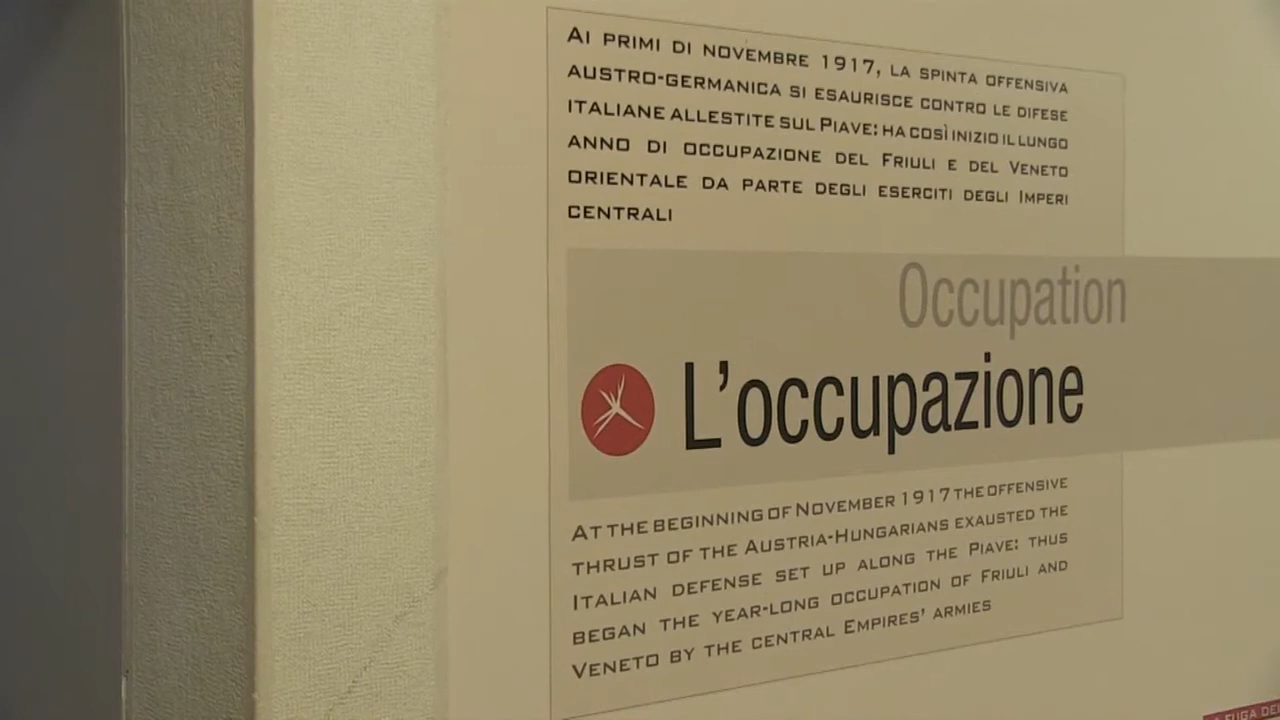 AI PRIMI DI NOVEMBRE 1917, LA SPINTA OFFENSIVA
AUSTRO-GERMANICA SI ESAURISCE CONTRO LE DIFESE
ITALIANE ALLESTITE SUL PIAVE: HA COSÌ INIZIO IL LUNGO
ANNO DI OCCUPAZIONE DEL FRIULI E DEL VENETO
ORIENTALE DA PARTE DEGLI ESERCITI DEGLI IMPERI
CENTRALI
Occupation
L'occupazione
AT THE BEGINNING OF NOVEMBER 1917 THE OFFENSIVE
THRUST OF THE AUSTRIA-HUNGARIANS EXAUSTED THE
ITALIAN DEFENSE SET UP ALONG THE PIAVE: THUS
BEGAN THE YEAR-LONG OCCUPATION OF FRIULI AND
VENETO BY THE CENTRAL EMPIRES' ARMIES
FUGA